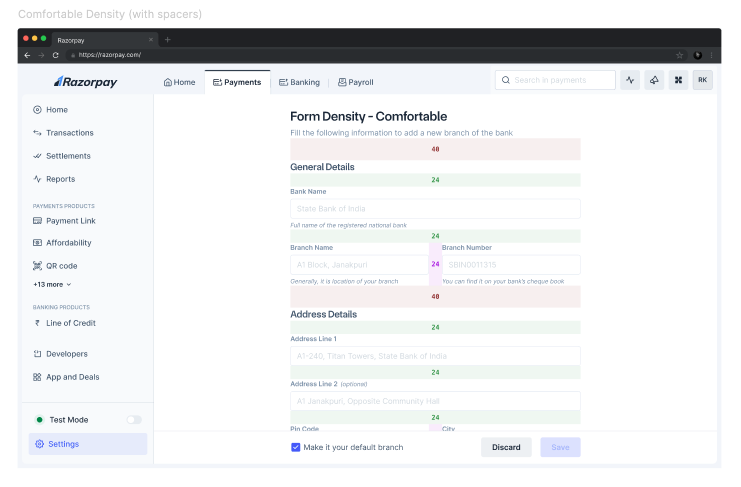 Comfortable Density (with spacers)
Razorpay
https://razorpay.com/
Razorpay
Home
Payments
Banking
Payroll
Search in payments
RK
Home
Transactions
Settlements
Reports
PAYMENTS PRODUCTS
Payment Link
Affordability
QR code
+13 more
BANKING PRODUCTS
₹ Line of Credit
Developers
App and Deals
Test Mode
Settings
Form Density - Comfortable
Fill the following information to add a new branch of the bank
40
General Details
24
Bank Name
State Bank of India
Full name of the registered national bank
24
Branch Name Branch Number
A1 Block, Janakpuri 24 SBIN0011315
Generally, it is location of your branch You can find it on your bank's cheque book
40
Address Details
24
Address Line 1
A1-240, Titan Towers, State Bank of India
24
Address Line 2 (optional)
A1 Janakpuri, Opposite Community Hall
24
Pin Code City
Make it your default branch
Discard
Save